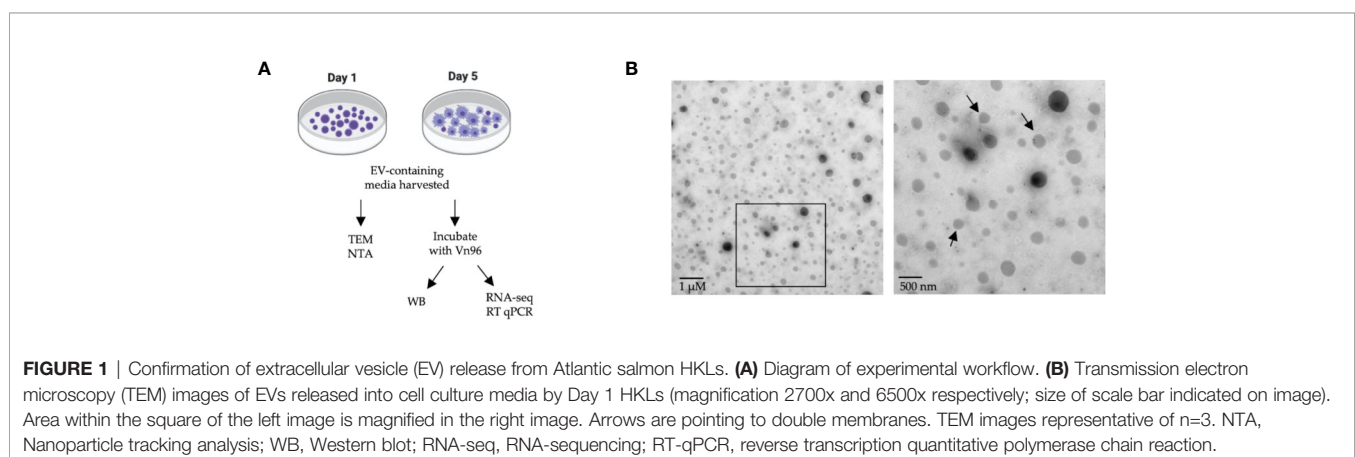 A
Day 1
Day 5
EV-containing
media harvested
TEM
NTA
Incubate
with Vn96
WB
RNA-seq
RT qPCR
B
1 µM
500 nm
FIGURE 1 | Confirmation of extracellular vesicle (EV) release from Atlantic salmon HKLs. (A) Diagram of experimental workflow. (B) Transmission electron
microscopy (TEM) images of EVs released into cell culture media by Day 1 HKLs (magnification 2700x and 6500x respectively; size of scale bar indicated on image).
Area within the square of the left image is magnified in the right image. Arrows are pointing to double membranes. TEM images representative of n=3. NTA,
Nanoparticle tracking analysis; WB, Western blot; RNA-seq, RNA-sequencing; RT-qPCR, reverse transcription quantitative polymerase chain reaction.